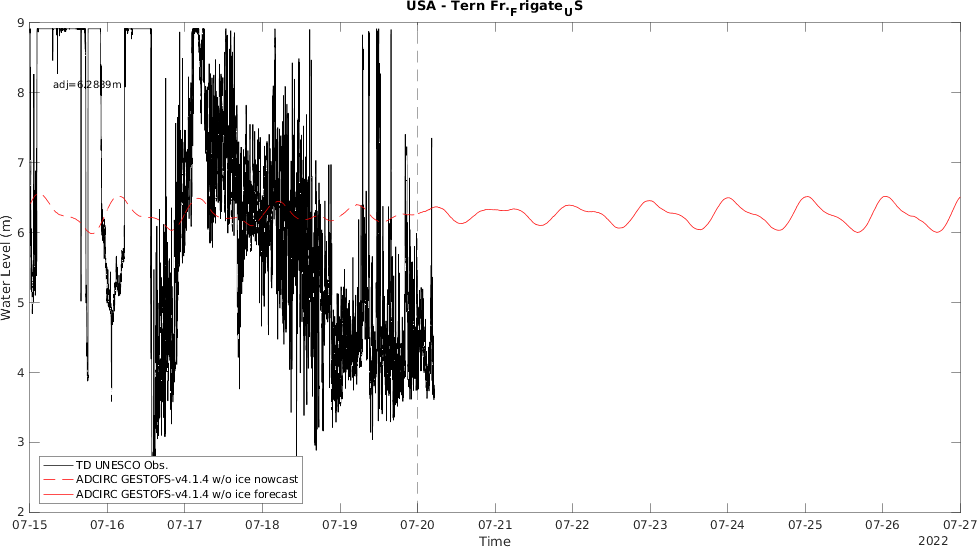 USA - Tern Fr._Frigate_US
9
8
7
6
5
4
3
2
Water Level (m)
adj=6.2889m
TD UNESCO Obs.
ADCIRC GESTOFS-v4.1.4 w/o ice nowcast
ADCIRC GESTOFS-v4.1.4 w/o ice forecast
07-15 07-16 07-17 07-18 07-19 07-20 07-21 07-22 07-23 07-24 07-25 07-26 07-27
Time
2022